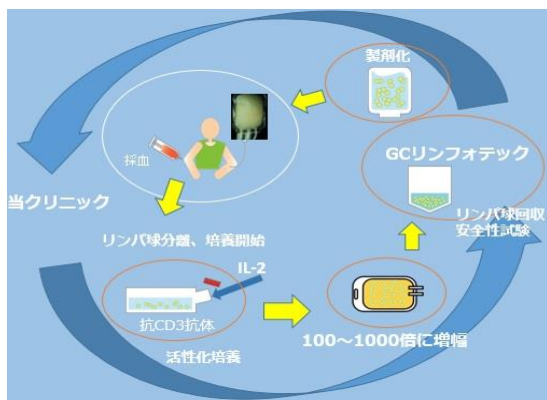 製剤化
GCリンフォテック
採血
当クリニック
リンパ球回収
安全性試験
リンパ球分離、培養開始
IL-2
抗CD3抗体
100～1000倍に増幅
活性化培養